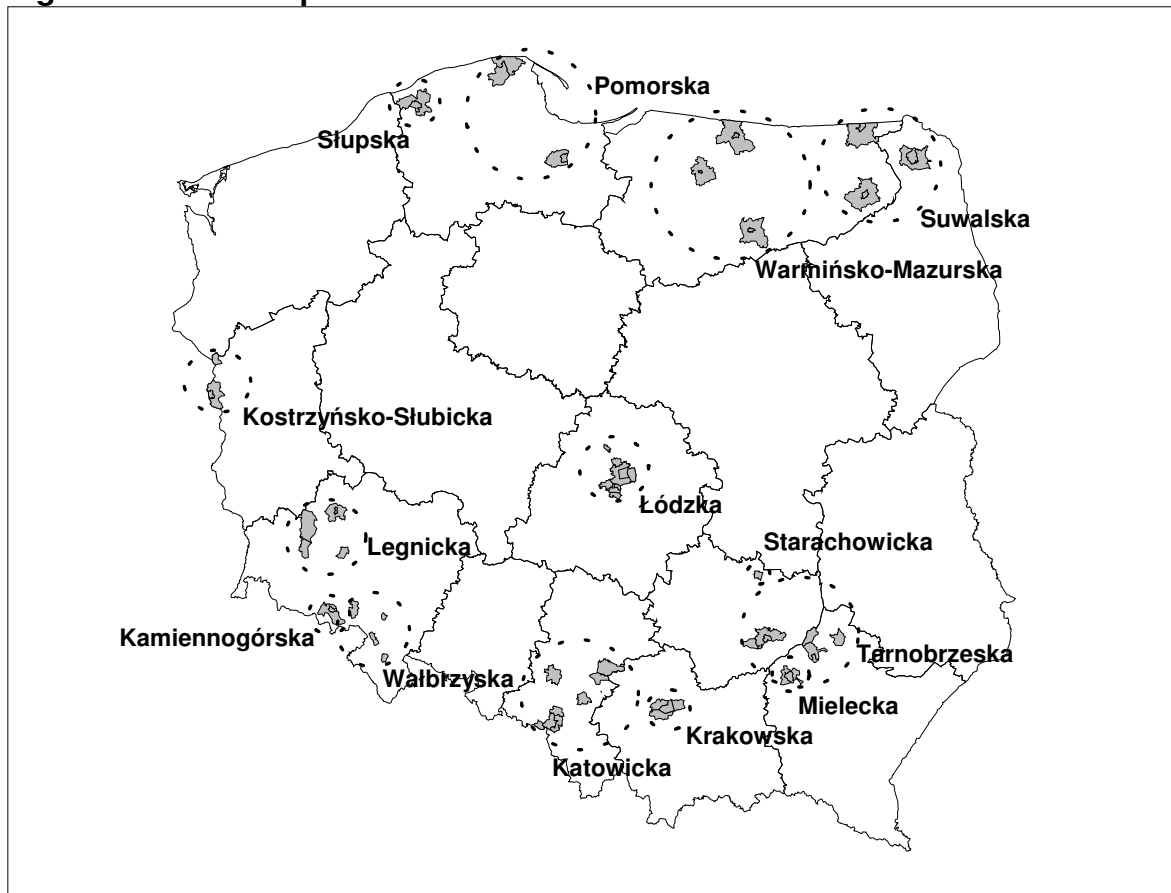 Pomorska
Słupska
Suwalska
Warmińsko-Mazurska
Kostrzyńsko-Słubicka
Łódzka
Starachowicka
Legnicka
Kamiennogórska
Tarnobrzeska
Wałbrzyska
Mielecka
Krakowska
Katowicka